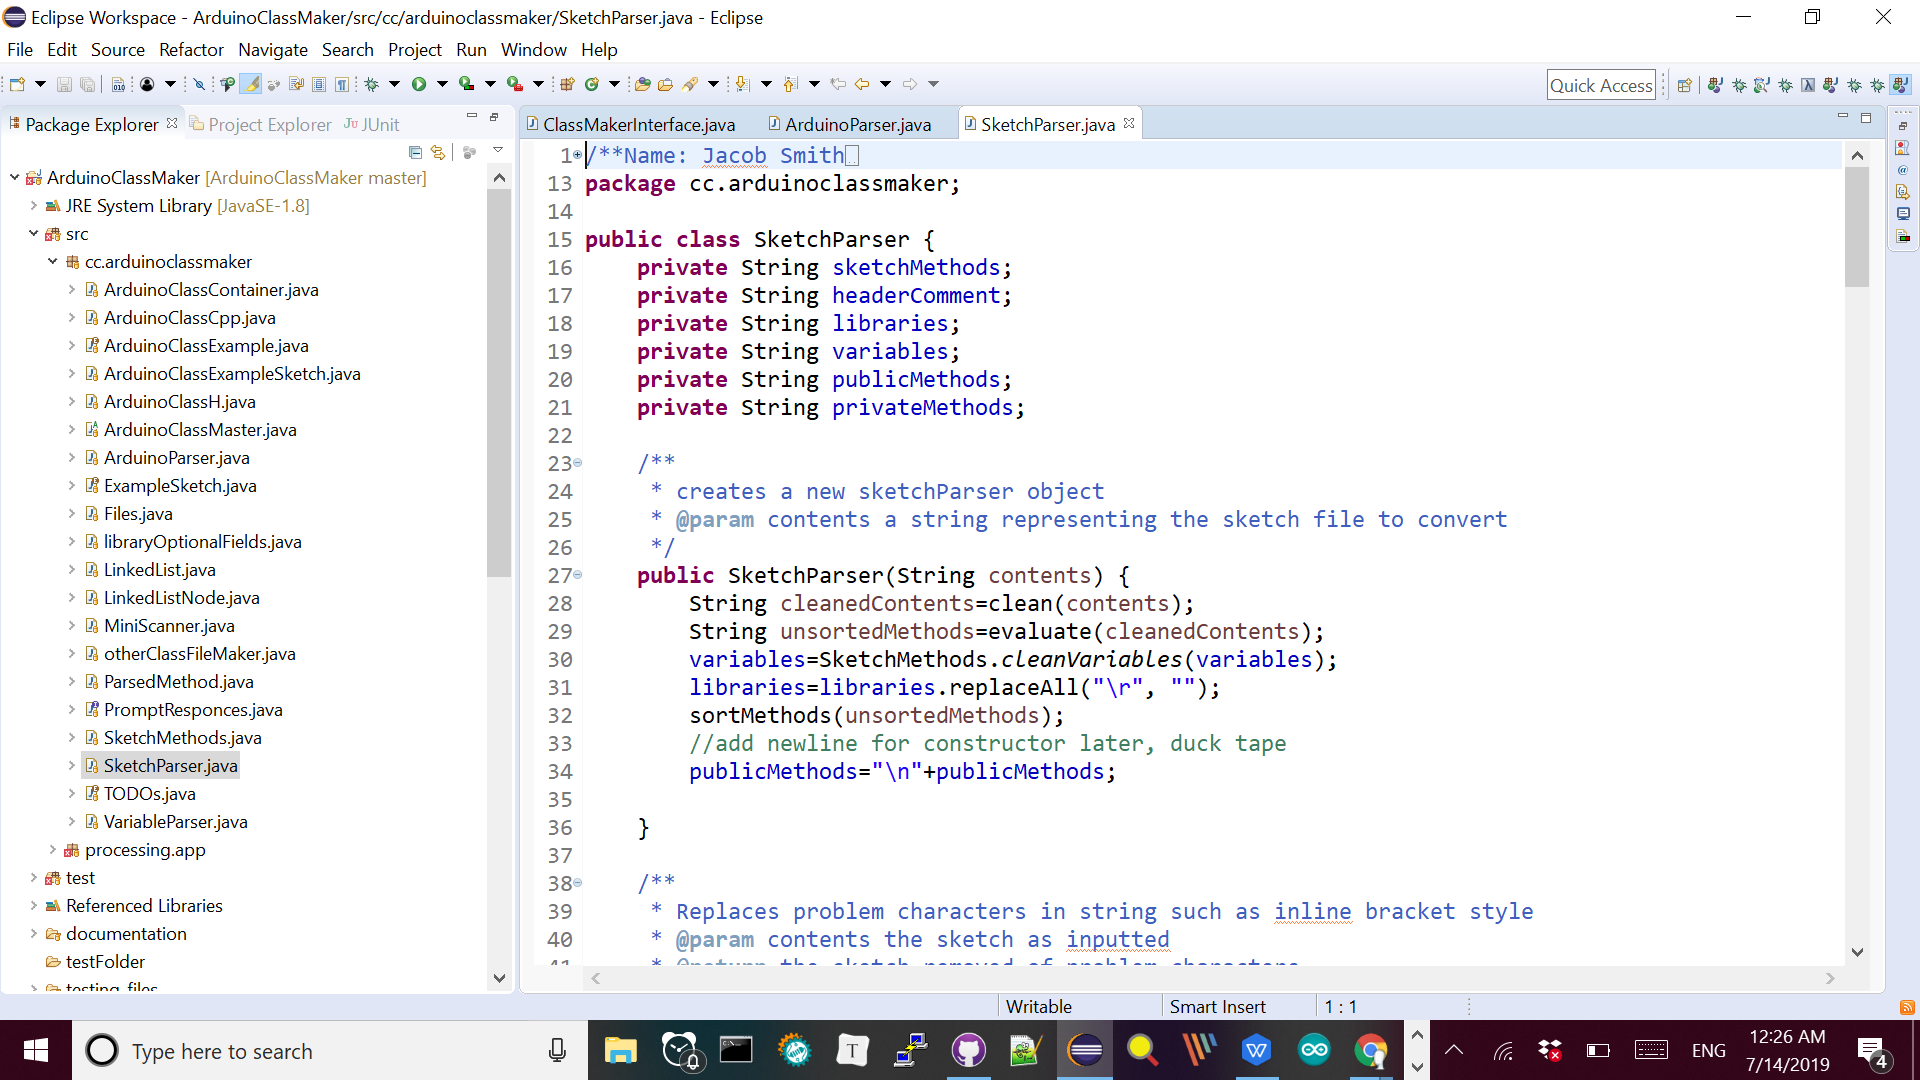 Eclipse Workspace - ArduinoClassMaker/src/cc/arduinoclassmaker/SketchParser.java - Eclipse
File Edit Source Refactor Navigate Search Project Run Window Help
Quick Access
Package Explorer Project Explorer JUnit
ArduinoClassMaker [ArduinoClassMaker master]
JRE System Library [JavaSE-1.8]
src
cc.arduinoclassmaker
ArduinoClassContainer.java
ArduinoClassCpp.java
ArduinoClassExample.java
ArduinoClassExampleSketch.java
ArduinoClassH.java
ArduinoClassMaster.java
ArduinoParser.java
ExampleSketch.java
Files.java
libraryOptionalFields.java
LinkedList.java
LinkedListNode.java
MiniScanner.java
otherClassFileMaker.java
ParsedMethod.java
PromptResponces.java
SketchMethods.java
SketchParser.java
TODOs.java
VariableParser.java
processing.app
test
Referenced Libraries
documentation
testFolder
testing_files
ClassMakerInterface.java ArduinoParser.java SketchParser.java
1 /**Name: Jacob Smith
13 package cc.arduinoclassmaker;
14
15 public class SketchParser {
16 private String sketchMethods;
17 private String headerComment;
18 private String libraries;
19 private String variables;
20 private String publicMethods;
21 private String privateMethods;
22
23 /**
24 * creates a new sketchParser object
25 * @param contents a string representing the sketch file to convert
26 */
27 public SketchParser(String contents) {
28 String cleanedContents=clean(contents);
29 String unsortedMethods=evaluate(cleanedContents);
30 variables=SketchMethods.cleanVariables(variables);
31 libraries=libraries.replaceAll("\r", "");
32 sortMethods(unsortedMethods);
33 //add newline for constructor later, duck tape
34 publicMethods="\n"+publicMethods;
35
36 }
37
38 /**
39 * Replaces problem characters in string such as inline bracket style
40 * @param contents the sketch as inputted
41 * @return the sketch removed of problem characters
Writable Smart Insert 1 : 1
Type here to search
ENG
12:26 AM
7/14/2019
4